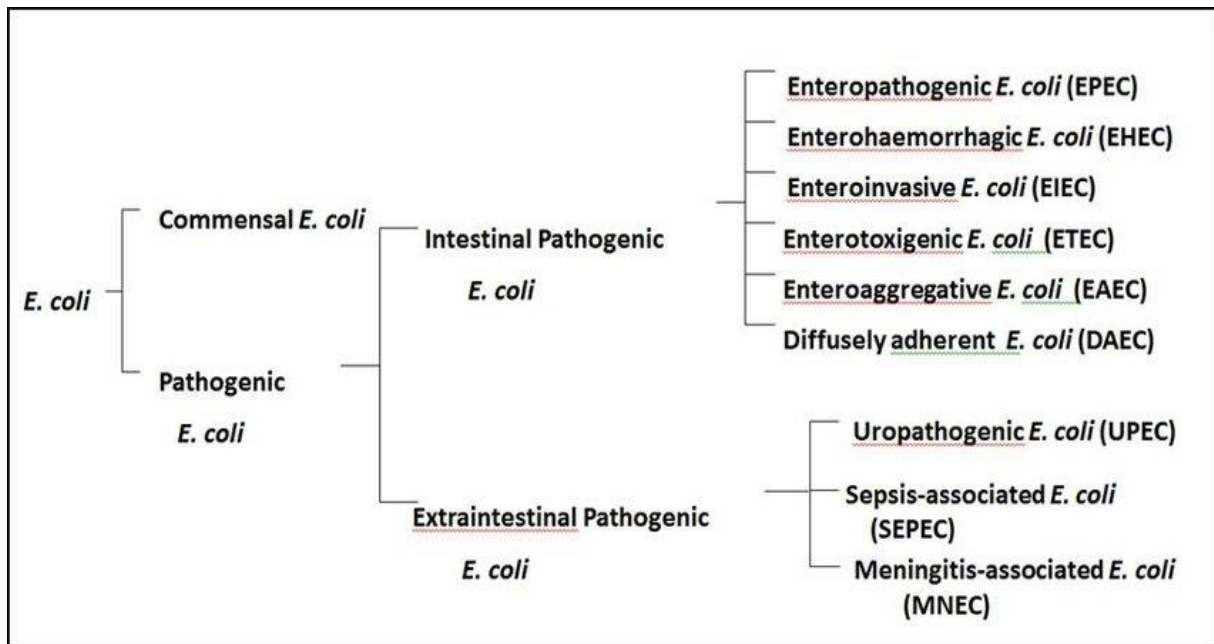 E. coli
Commensal E. coli
Pathogenic
E. coli
Intestinal Pathogenic
E. coli
Extraintestinal Pathogenic
E. coli
Enteropathogenic E. coli (EPEC)
Enterohaemorrhagic E. coli (EHEC)
Enteroinvasive E. coli (EIEC)
Enterotoxigenic E. coli (ETEC)
Enteroaggregative E. coli (EAEC)
Diffusely adherent E. coli (DAEC)
Uropathogenic E. coli (UPEC)
Sepsis-associated E. coli
(SEPEC)
Meningitis-associated E. coli
(MNEC)